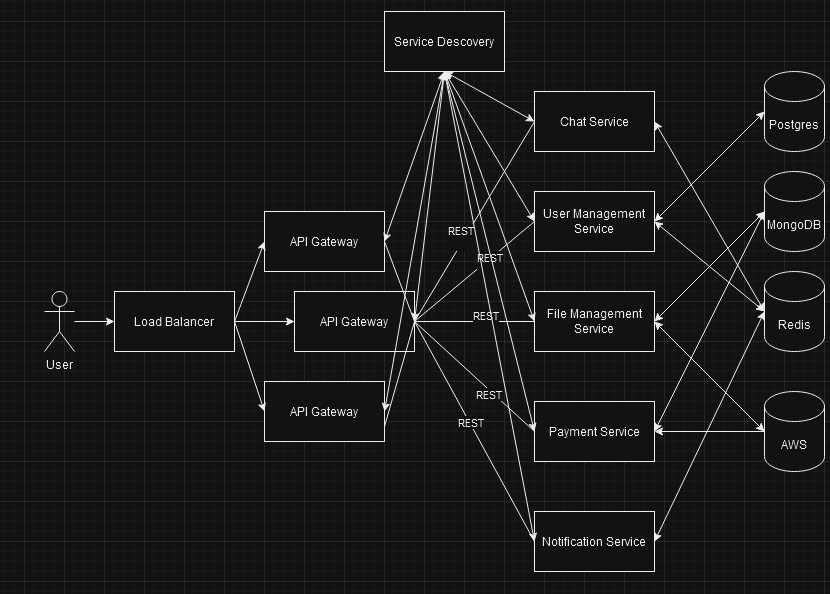 Service Descovery
Chat Service
Postgres
User Management
Service
MongoDB
REST
API Gateway
REST
Load Balancer
API Gateway
REST
File Management
Service
Redis
User
REST
API Gateway
REST
Payment Service
AWS
Notification Service